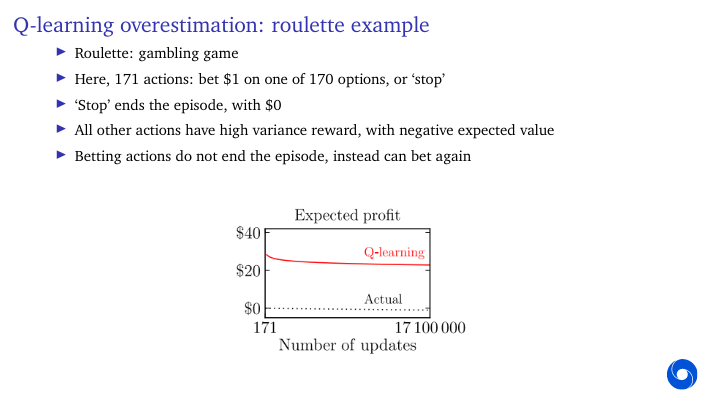 Q-learning overestimation: roulette example
Roulette: gambling game
Here, 171 actions: bet $1 on one of 170 options, or ‘stop’
‘Stop’ ends the episode, with $0
All other actions have high variance reward, with negative expected value
Betting actions do not end the episode, instead can bet again
Expected profit
$40
Q-learning
$20
Actual
$0
171 17 100 000
Number of updates